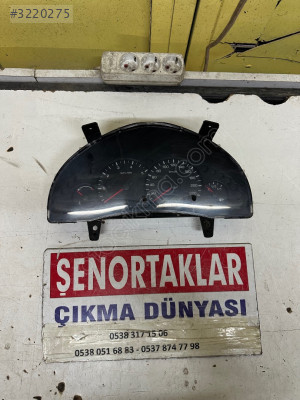 #3220275
ŞENORTAKLAR
ÇIKMA DÜNYASI
0538 317 15 06
0538 051 68 83 - 0537 874 77 98